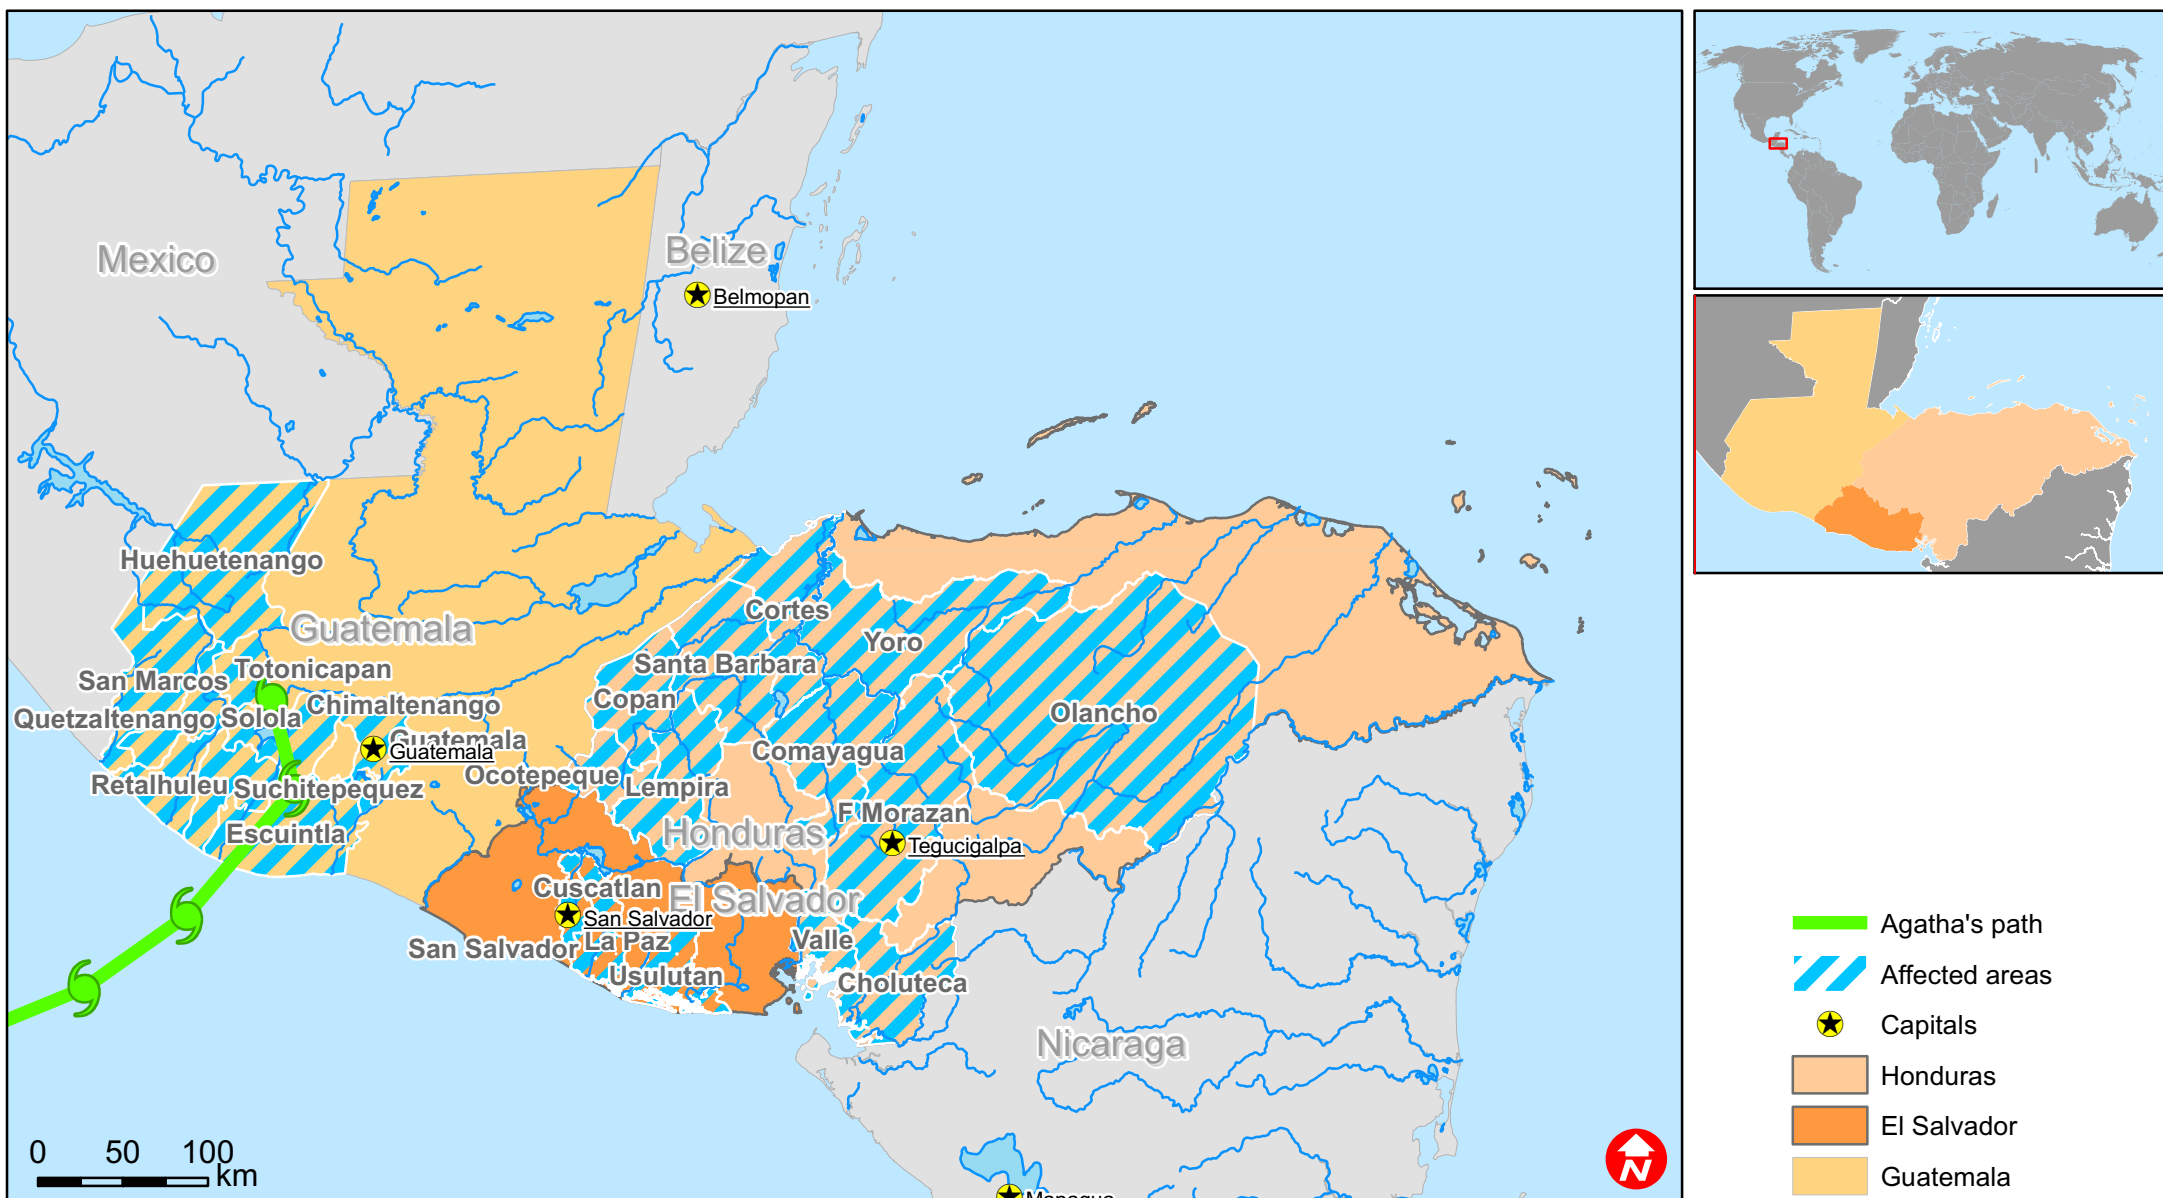 Mexico
Belize
Belmopan
Huehuetenango
Guatemala
Cortes
Yoro
Totonicapan
Santa Barbara
San Marcos
Copan
Chimaltenango
Quetzaltenango
Solola
Olancho
Guatemala
Guatemala
Comayagua
Ocotepeque
Retalhuleu
Suchitepequez
Lempira
F Morazan
Escuintla
Honduras
Tegucigalpa
Cuscatlan
El Salvador
San Salvador
San Salvador
La Paz
Valle
Usulutan
Choluteca
Nicaragua
Managua
0 50 100
km
N
Agatha's path
Affected areas
Capitals
Honduras
El Salvador
Guatemala